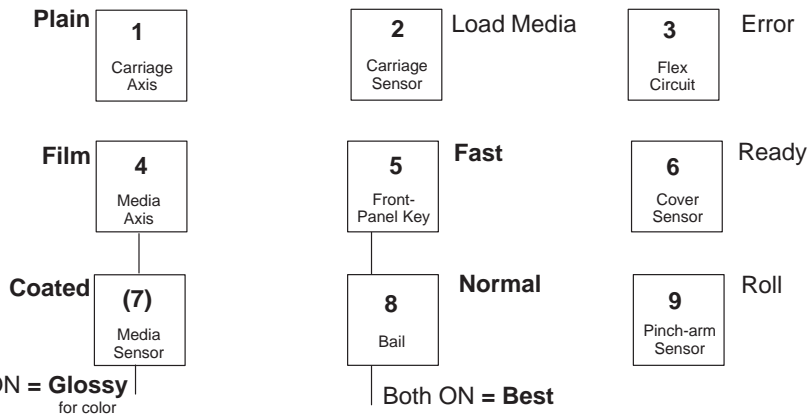 Plain
1
Carriage
Axis
2
Carriage
Sensor
Load Media
3
Flex
Circuit
Error
Film
4
Media
Axis
5
Front-
Panel Key
Fast
6
Cover
Sensor
Ready
Coated
(7)
Media
Sensor
8
Bail
Normal
9
Pinch-arm
Sensor
Roll
= Glossy
for color
Both ON = Best